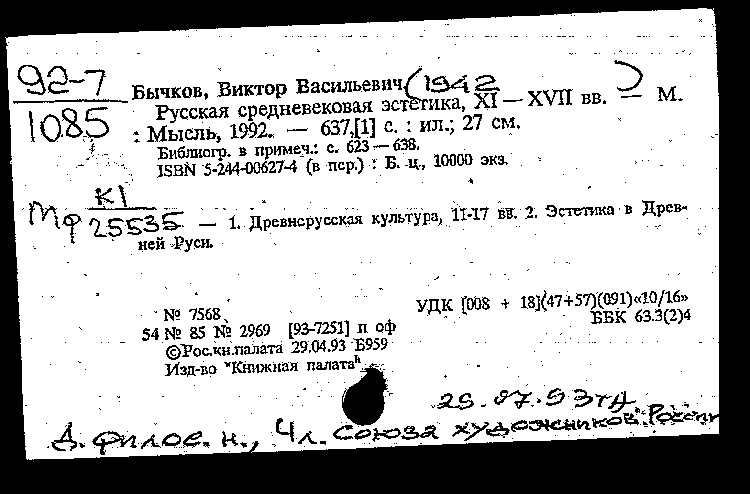 92-7
1085
Бычков, Виктор Васильевич (1942 )
Русская средневековая эстетика, XI — XVII вв. — М.
: Мысль, 1992. — 637,[1] с. : ил.; 27 см.
Библиогр. в примеч.: с. 623 — 638.
ISBN 5-244-00627-4 (в пер.) : Б. ц., 10000 экз.
Мф К1
25535
— 1. Древнерусская культура, 11-17 вв. 2. Эстетика в Древ-
ней Руси.
УДК [008 + 18](47+57)(091)«10/16»
ББК 63.3(2)4
№ 7568
54 № 85 № 2969 [93-7251] п оф
©Рос.кн.палата 29.04.93 Б959
Изд-во "Книжная палата"
Д. филос. н., Чл. Союза художников России